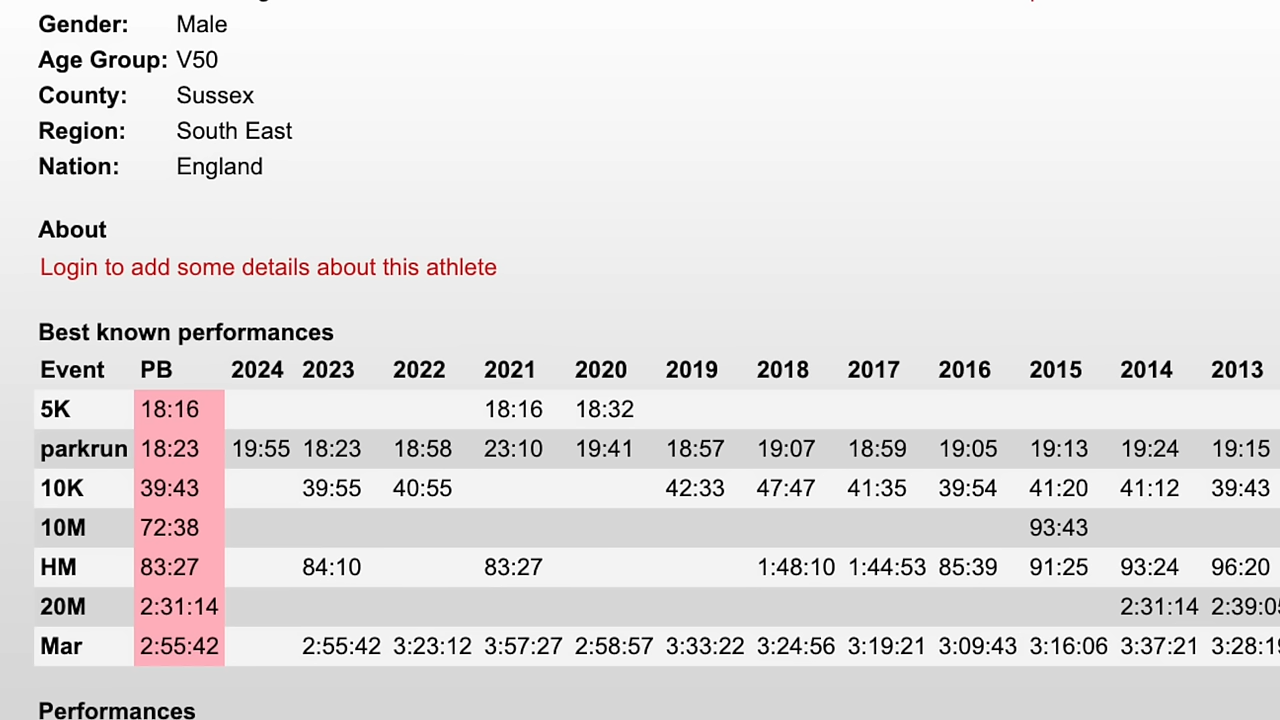 Gender: Male
Age Group: V50
County: Sussex
Region: South East
Nation: England
About
Login to add some details about this athlete
Best known performances
Event PB 2024 2023 2022 2021 2020 2019 2018 2017 2016 2015 2014 2013
5K 18:16 18:16 18:32
parkrun 18:23 19:55 18:23 18:58 23:10 19:41 18:57 19:07 18:59 19:05 19:13 19:24 19:15
10K 39:43 39:55 40:55 42:33 47:47 41:35 39:54 41:20 41:12 39:43
10M 72:38 93:43
HM 83:27 84:10 83:27 1:48:10 1:44:53 85:39 91:25 93:24 96:20
20M 2:31:14 2:31:14
Mar 2:55:42 2:55:42 3:23:12 3:57:27 2:58:57 3:33:22 3:24:56 3:19:21 3:09:43 3:16:06 3:37:21
Performances